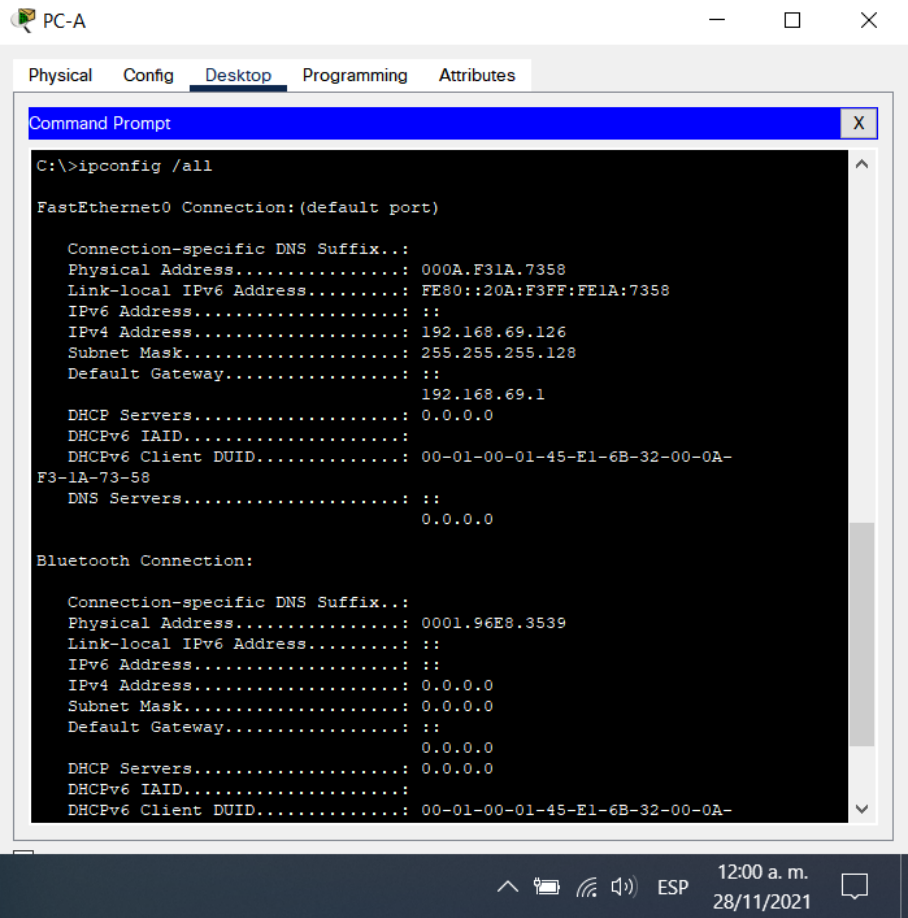 PC-A
Physical Config Desktop Programming Attributes
Command Prompt X
C:\>ipconfig /all
FastEthernet0 Connection:(default port)
Connection-specific DNS Suffix..:
Physical Address................: 000A.F31A.7358
Link-local IPv6 Address.........: FE80::20A:F3FF:FE1A:7358
IPv6 Address....................: ::
IPv4 Address....................: 192.168.69.126
Subnet Mask.....................: 255.255.255.128
Default Gateway.................: ::
192.168.69.1
DHCP Servers....................: 0.0.0.0
DHCPv6 IAID.....................:
DHCPv6 Client DUID..............: 00-01-00-01-45-E1-6B-32-00-0A-
F3-1A-73-58
DNS Servers.....................: ::
0.0.0.0
Bluetooth Connection:
Connection-specific DNS Suffix..:
Physical Address................: 0001.96E8.3539
Link-local IPv6 Address.........: ::
IPv6 Address....................: ::
IPv4 Address....................: 0.0.0.0
Subnet Mask.....................: 0.0.0.0
Default Gateway.................: ::
0.0.0.0
DHCP Servers....................: 0.0.0.0
DHCPv6 IAID.....................:
DHCPv6 Client DUID..............: 00-01-00-01-45-E1-6B-32-00-0A-
ESP
12:00 a. m.
28/11/2021